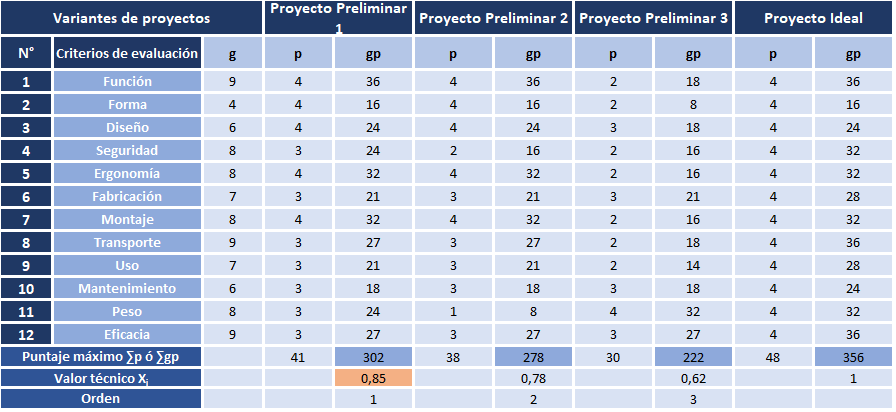 Variantes de proyectos Proyecto Preliminar 1 Proyecto Preliminar 2 Proyecto Preliminar 3 Proyecto Ideal
N° Criterios de evaluación g p gp p gp p gp p gp
1 Función 9 4 36 4 36 2 18 4 36
2 Forma 4 4 16 4 16 2 8 4 16
3 Diseño 6 4 24 4 24 3 18 4 24
4 Seguridad 8 3 24 2 16 2 16 4 32
5 Ergonomía 8 4 32 4 32 2 16 4 32
6 Fabricación 7 3 21 3 21 3 21 4 28
7 Montaje 8 4 32 4 32 2 16 4 32
8 Transporte 9 3 27 3 27 2 18 4 36
9 Uso 7 3 21 3 21 2 14 4 28
10 Mantenimiento 6 3 18 3 18 3 18 4 24
11 Peso 8 3 24 1 8 4 32 4 32
12 Eficacia 9 3 27 3 27 3 27 4 36
Puntaje máximo ∑p ó ∑gp 41 302 38 278 30 222 48 356
Valor técnico Xi 0,85 0,78 0,62 1
Orden 1 2 3